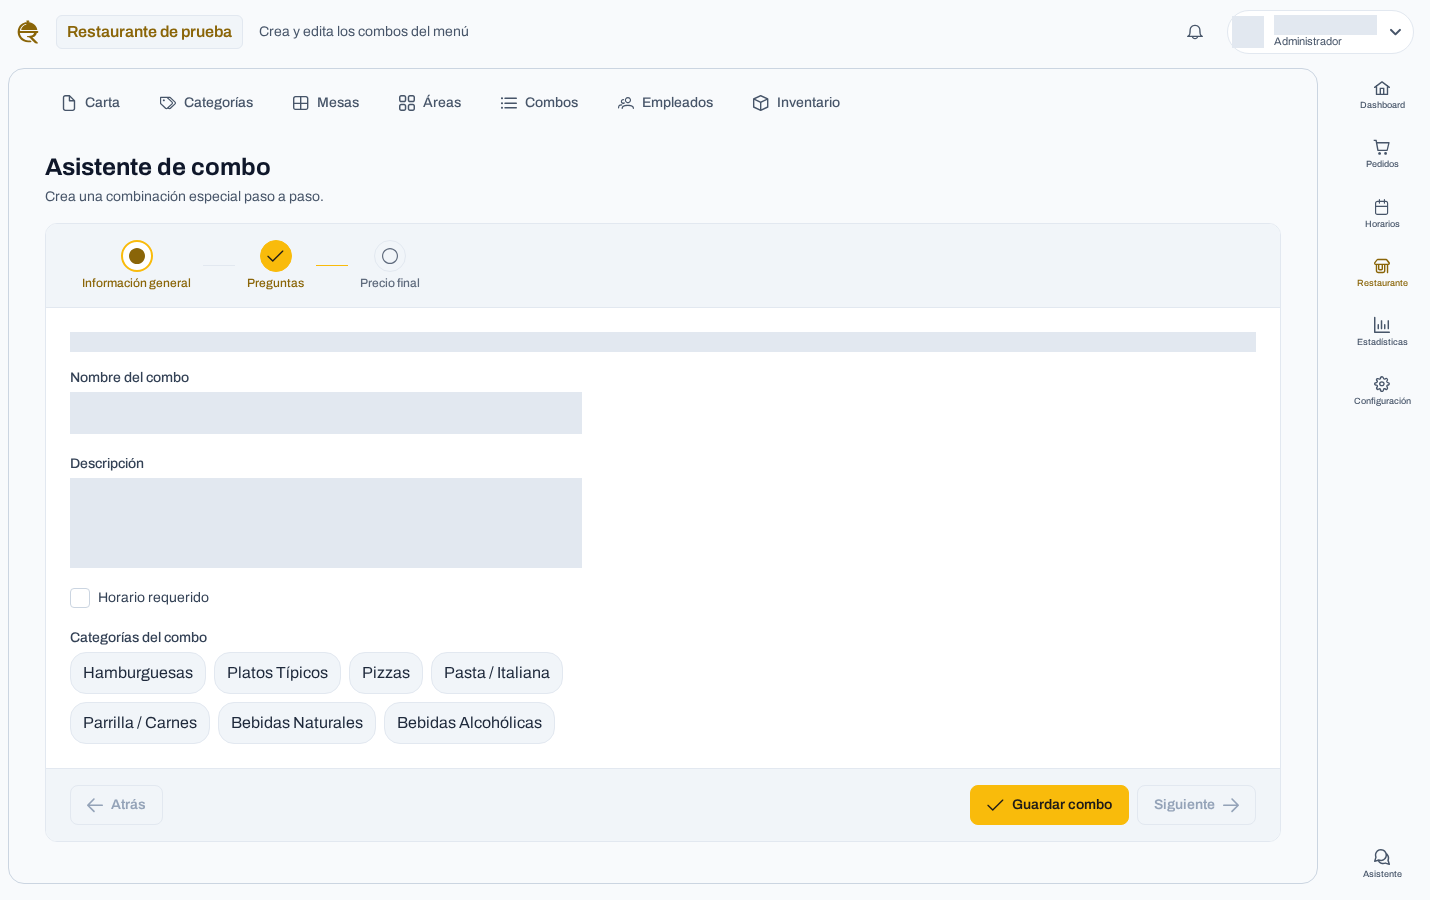 Restaurante de prueba
Crea y edita los combos del menú
Administrador
Carta
Categorías
Mesas
Áreas
Combos
Empleados
Inventario
Dashboard
Pedidos
Horarios
Restaurante
Estadísticas
Configuración
Asistente
Asistente de combo
Crea una combinación especial paso a paso.
Información general
Preguntas
Precio final
Nombre del combo
Descripción
Horario requerido
Categorías del combo
Hamburguesas
Platos Típicos
Pizzas
Pasta / Italiana
Parrilla / Carnes
Bebidas Naturales
Bebidas Alcohólicas
Atrás
Guardar combo
Siguiente